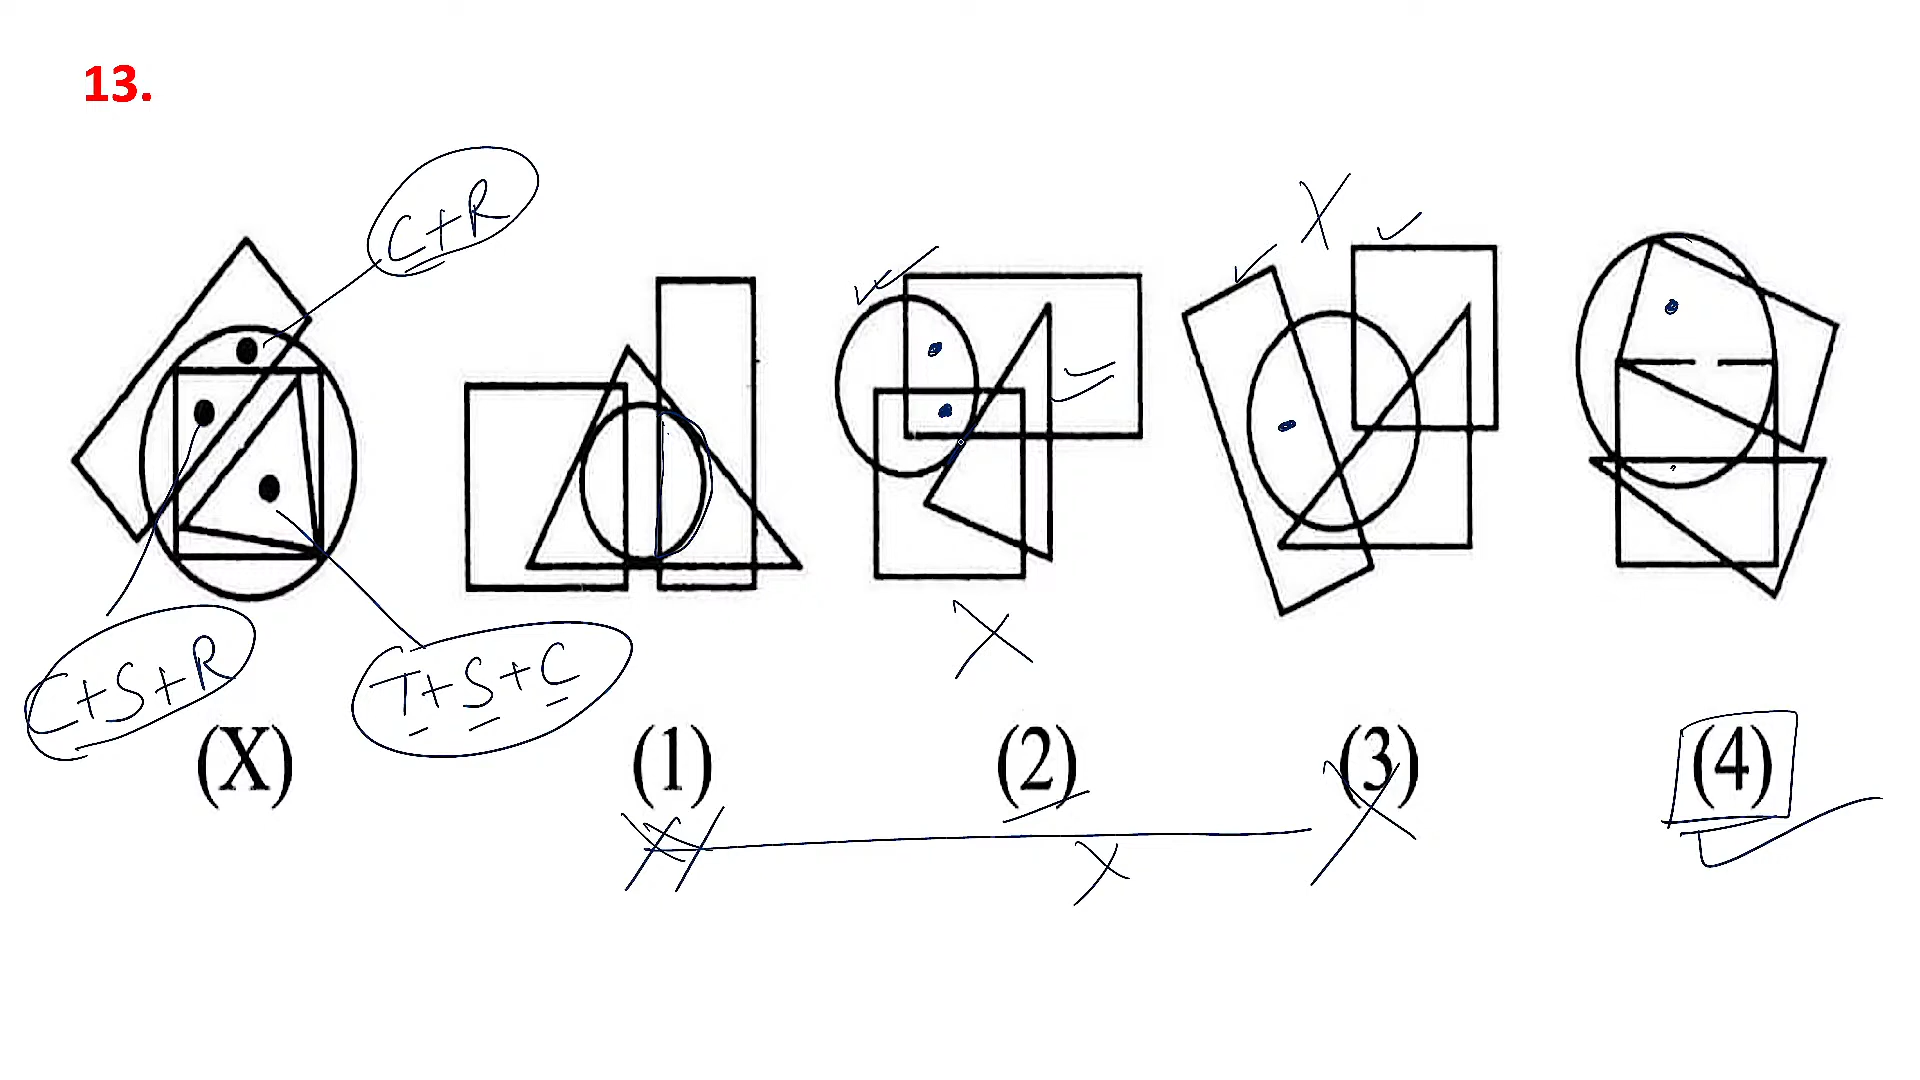 13.
C+R
C+S+R
T+S+C
(X) (1) (2) (3) (4)